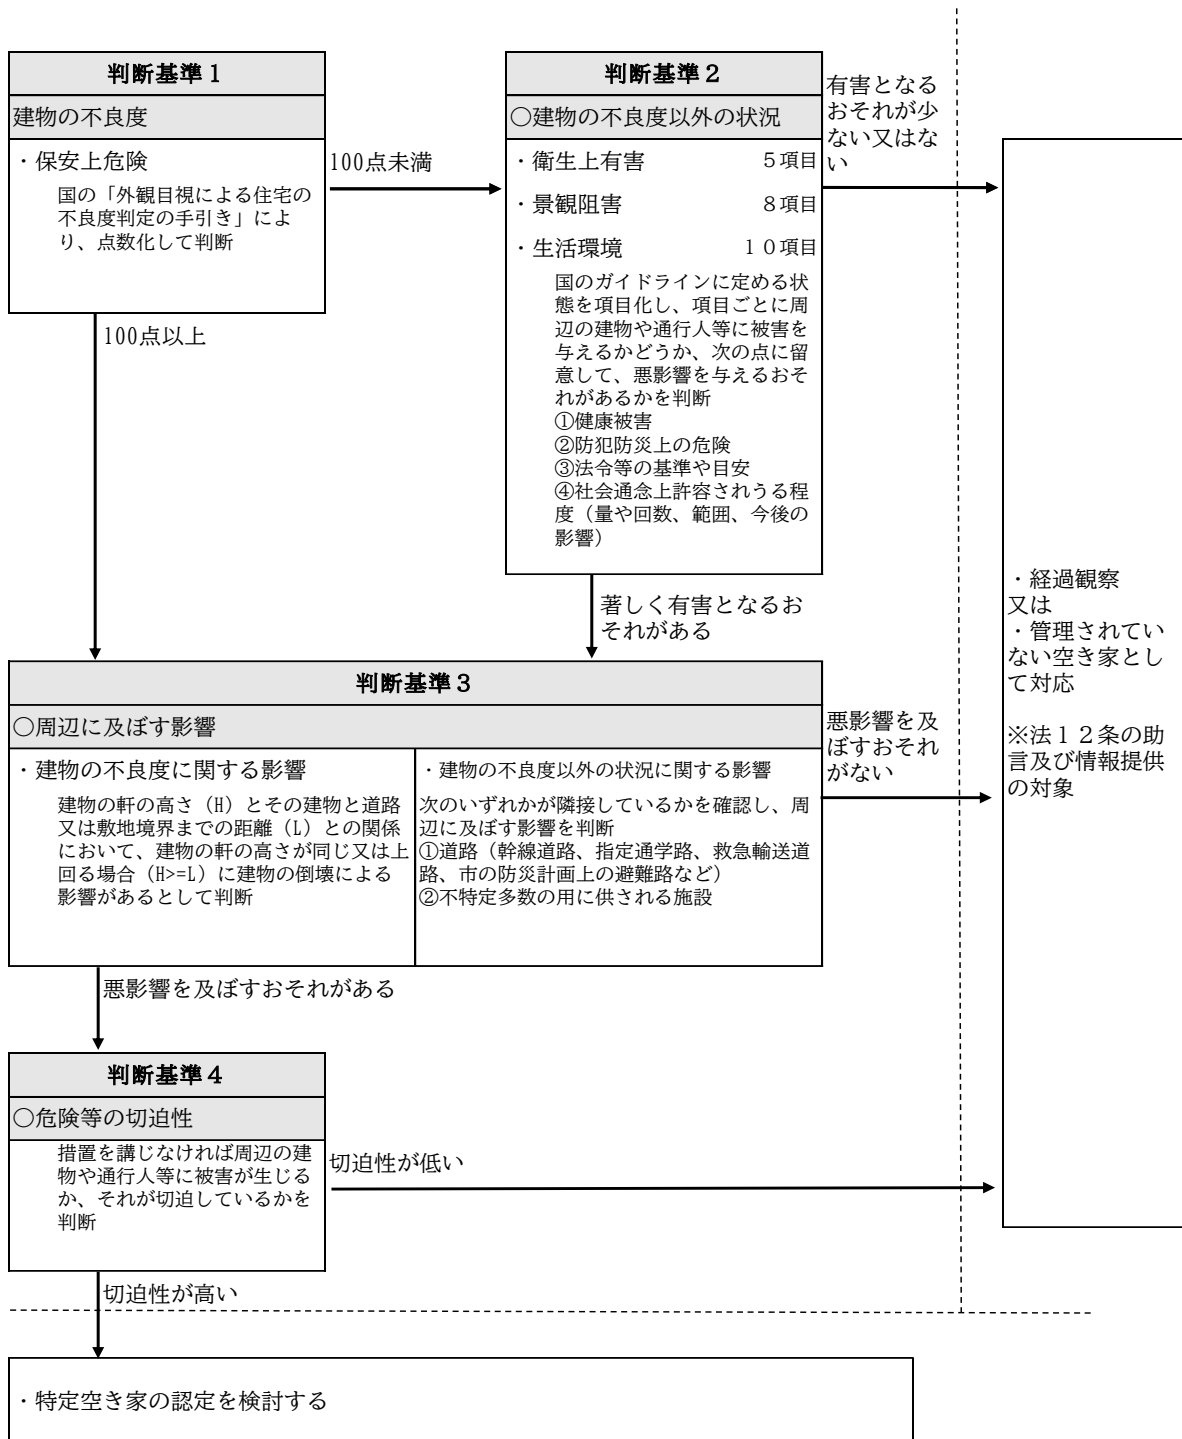 判断基準１
建物の不良度
・保安上危険
国の「外観目視による住宅の
不良度判定の手引き」によ
り、点数化して判断
100点未満
100点以上
判断基準２
○建物の不良度以外の状況
・衛生上有害　５項目
・景観阻害　８項目
・生活環境　１０項目
国のガイドラインに定める状
態を項目化し、項目ごとに周
辺の建物や通行人等に被害を
与えるかどうか、次の点に留
意して、悪影響を与えるおそ
れがあるかを判断
①健康被害
②防犯防災上の危険
③法令等の基準や目安
④社会通念上許容されうる程
度（量や回数、範囲、今後の
影響）
有害となる
おそれが少
ない又はな
い
著しく有害となるお
それがある
判断基準３
○周辺に及ぼす影響
・建物の不良度に関する影響
建物の軒の高さ（H）とその建物と道路
又は敷地境界までの距離（L）との関係
において、建物の軒の高さが同じ又は上
回る場合（H>=L）に建物の倒壊による
影響があるとして判断
・建物の不良度以外の状況に関する影響
次のいずれかが隣接しているかを確認し、周
辺に及ぼす影響を判断
①道路（幹線道路、指定通学路、救急輸送道
路、市の防災計画上の避難路など）
②不特定多数の用に供される施設
悪影響を及
ぼすおそれ
がない
悪影響を及ぼすおそれがある
判断基準４
○危険等の切迫性
措置を講じなければ周辺の建
物や通行人等に被害が生じる
か、それが切迫しているかを
判断
切迫性が低い
切迫性が高い
・経過観察
又は
・管理されてい
ない空き家とし
て対応
※法１２条の助
言及び情報提供
の対象
・特定空き家の認定を検討する